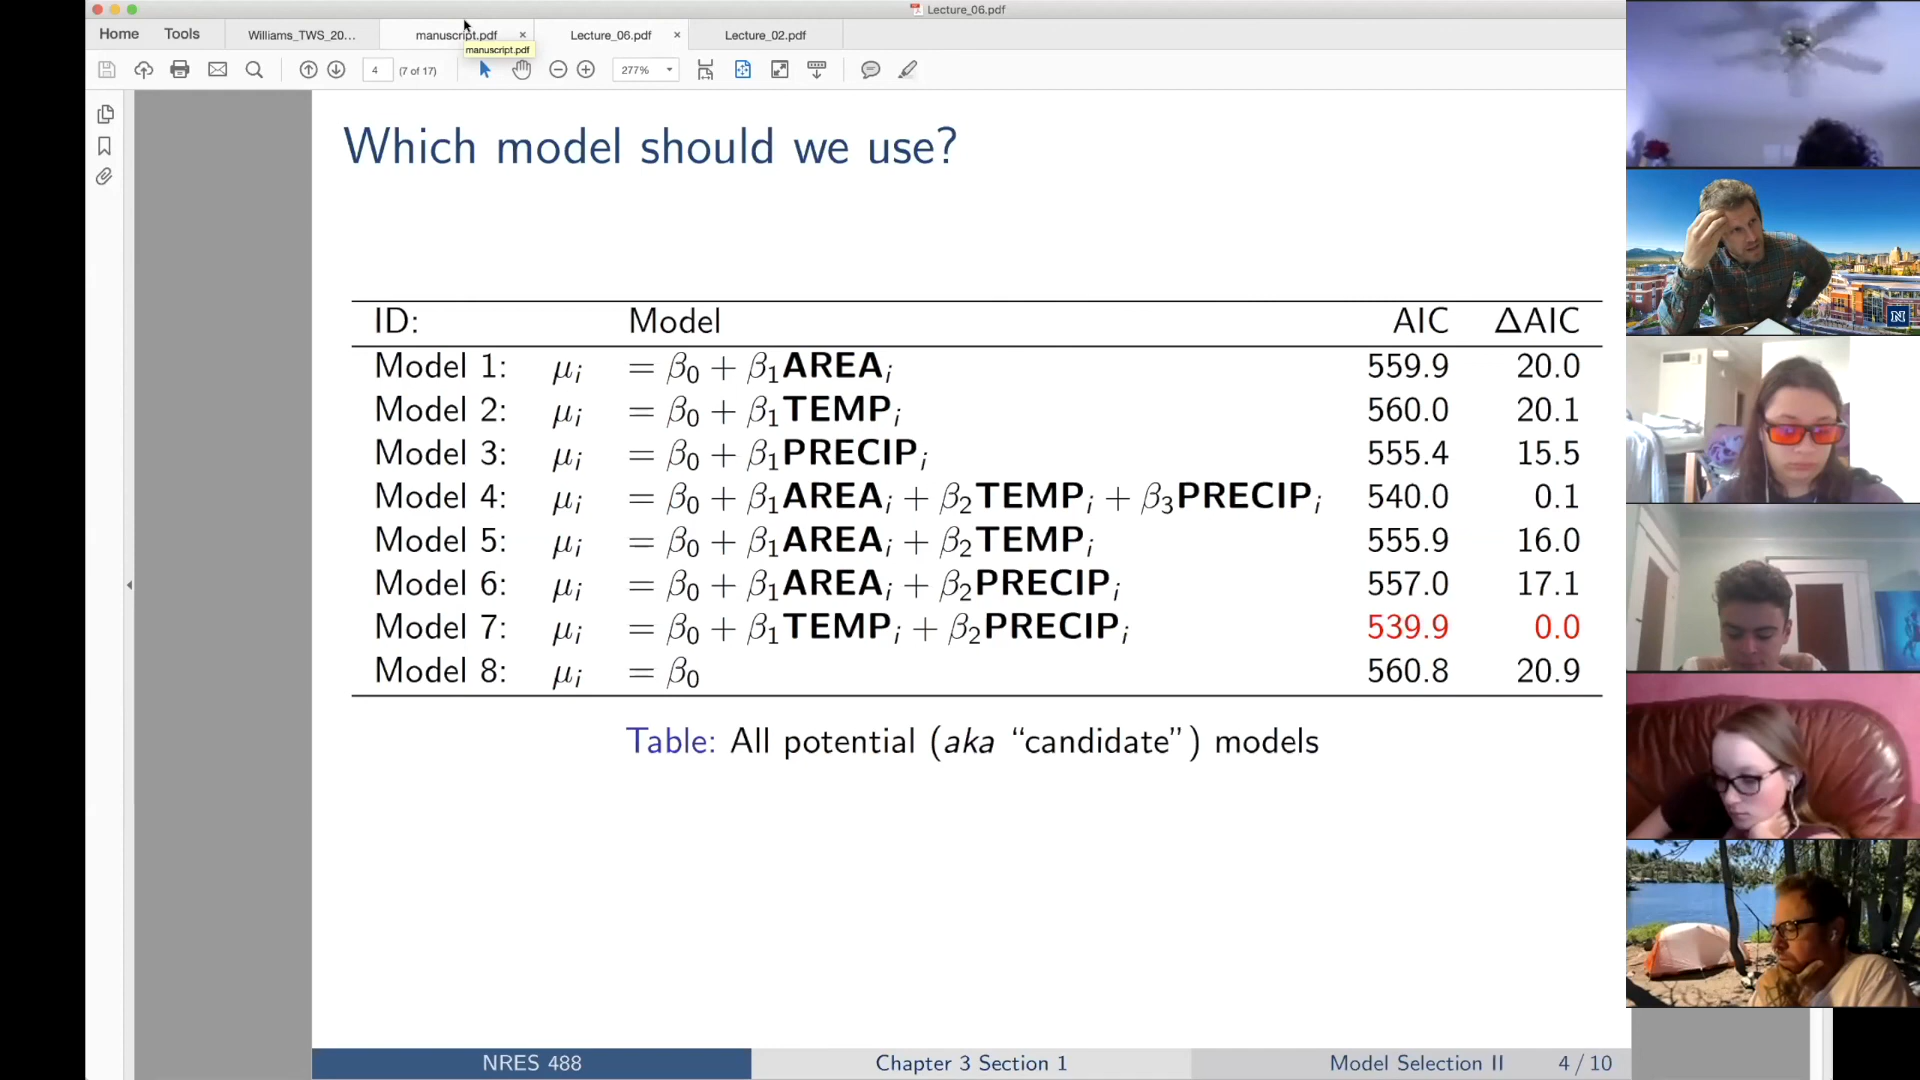 Lecture_06.pdf
Home Tools Williams_TWS_20... manuscript.pdf × Lecture_06.pdf × Lecture_02.pdf
manuscript.pdf
4 (7 of 17) 277%
Which model should we use?
ID: Model AIC ΔAIC
Model 1: μᵢ = β₀ + β₁AREAᵢ 559.9 20.0
Model 2: μᵢ = β₀ + β₁TEMPᵢ 560.0 20.1
Model 3: μᵢ = β₀ + β₁PRECIPᵢ 555.4 15.5
Model 4: μᵢ = β₀ + β₁AREAᵢ + β₂TEMPᵢ + β₃PRECIPᵢ 540.0 0.1
Model 5: μᵢ = β₀ + β₁AREAᵢ + β₂TEMPᵢ 555.9 16.0
Model 6: μᵢ = β₀ + β₁AREAᵢ + β₂PRECIPᵢ 557.0 17.1
Model 7: μᵢ = β₀ + β₁TEMPᵢ + β₂PRECIPᵢ 539.9 0.0
Model 8: μᵢ = β₀ 560.8 20.9
Table: All potential (aka “candidate”) models
NRES 488 Chapter 3 Section 1 Model Selection II 4 / 10
N